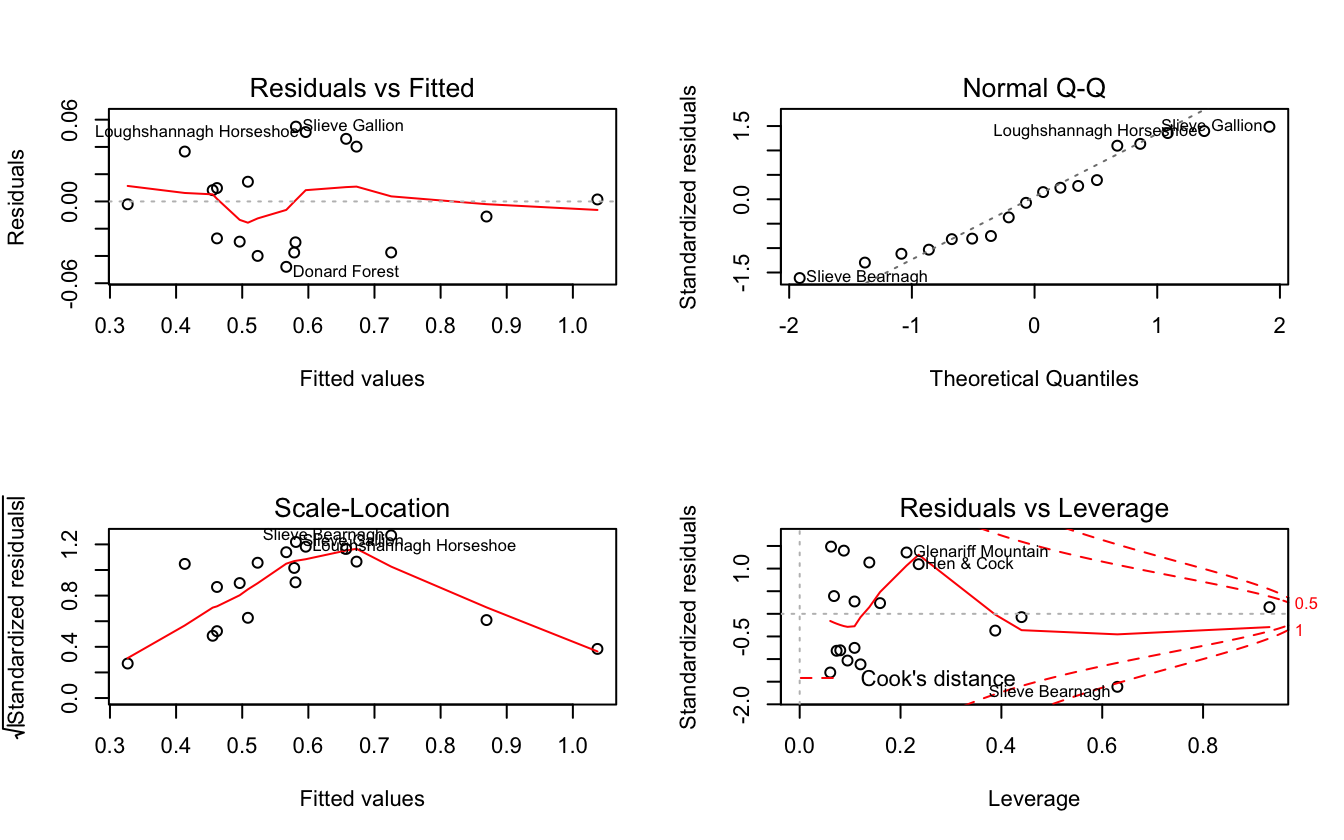 Residuals vs Fitted
Residuals
-0.06 0.00 0.06
Loughshannagh Horseshoe
Slieve Gallion
Donard Forest
0.3 0.4 0.5 0.6 0.7 0.8 0.9 1.0
Fitted values
Normal Q-Q
Standardized residuals
-1.5 0.0 1.5
Loughshannagh Horseshoe
Slieve Gallion
Slieve Bearnagh
-2 -1 0 1 2
Theoretical Quantiles
Scale-Location
√|Standardized residuals|
0.0 0.4 0.8 1.2
Slieve Bearnagh
Slieve Gallion
Loughshannagh Horseshoe
0.3 0.4 0.5 0.6 0.7 0.8 0.9 1.0
Fitted values
Residuals vs Leverage
Standardized residuals
-2.0 -0.5 1.0
Glenariff Mountain
Hen & Cock
0.5
1
Cook's distance
Slieve Bearnagh
0.0 0.2 0.4 0.6 0.8
Leverage